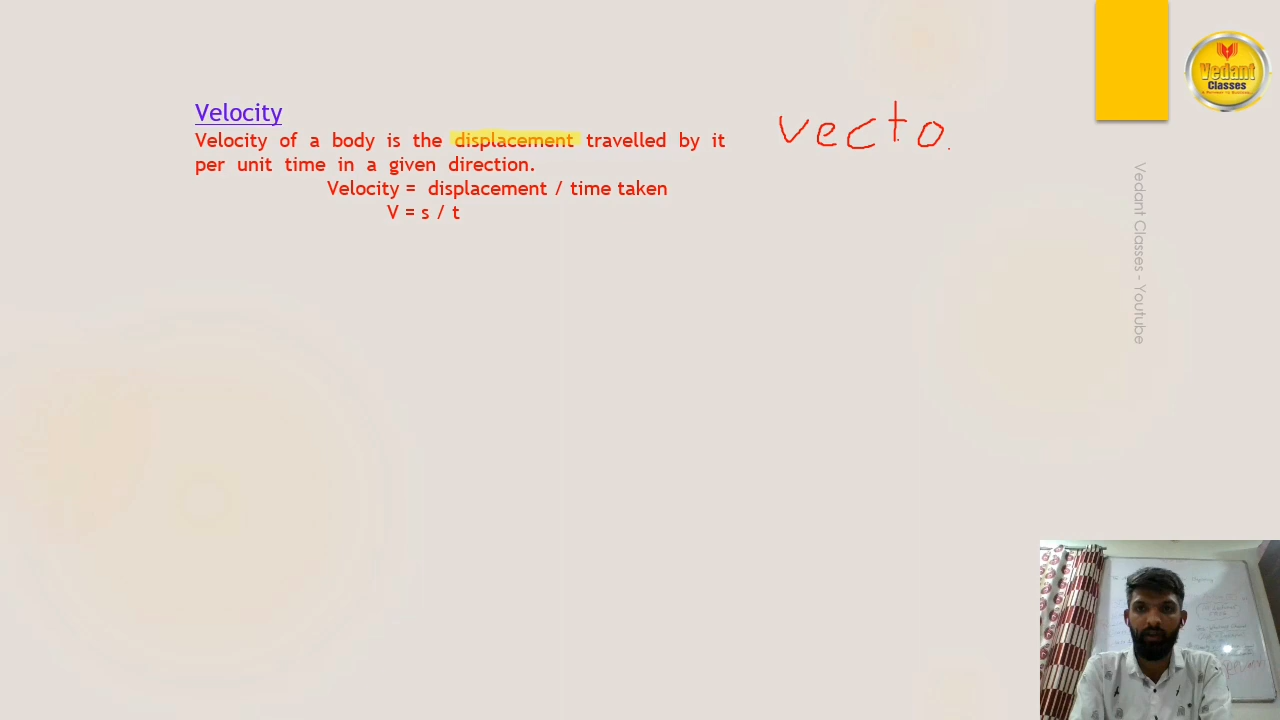 Velocity
Velocity of a body is the displacement travelled by it
per unit time in a given direction.
Velocity = displacement / time taken
V = s / t
vecto
Vedant
Classes
Vedant Classes - Youtube